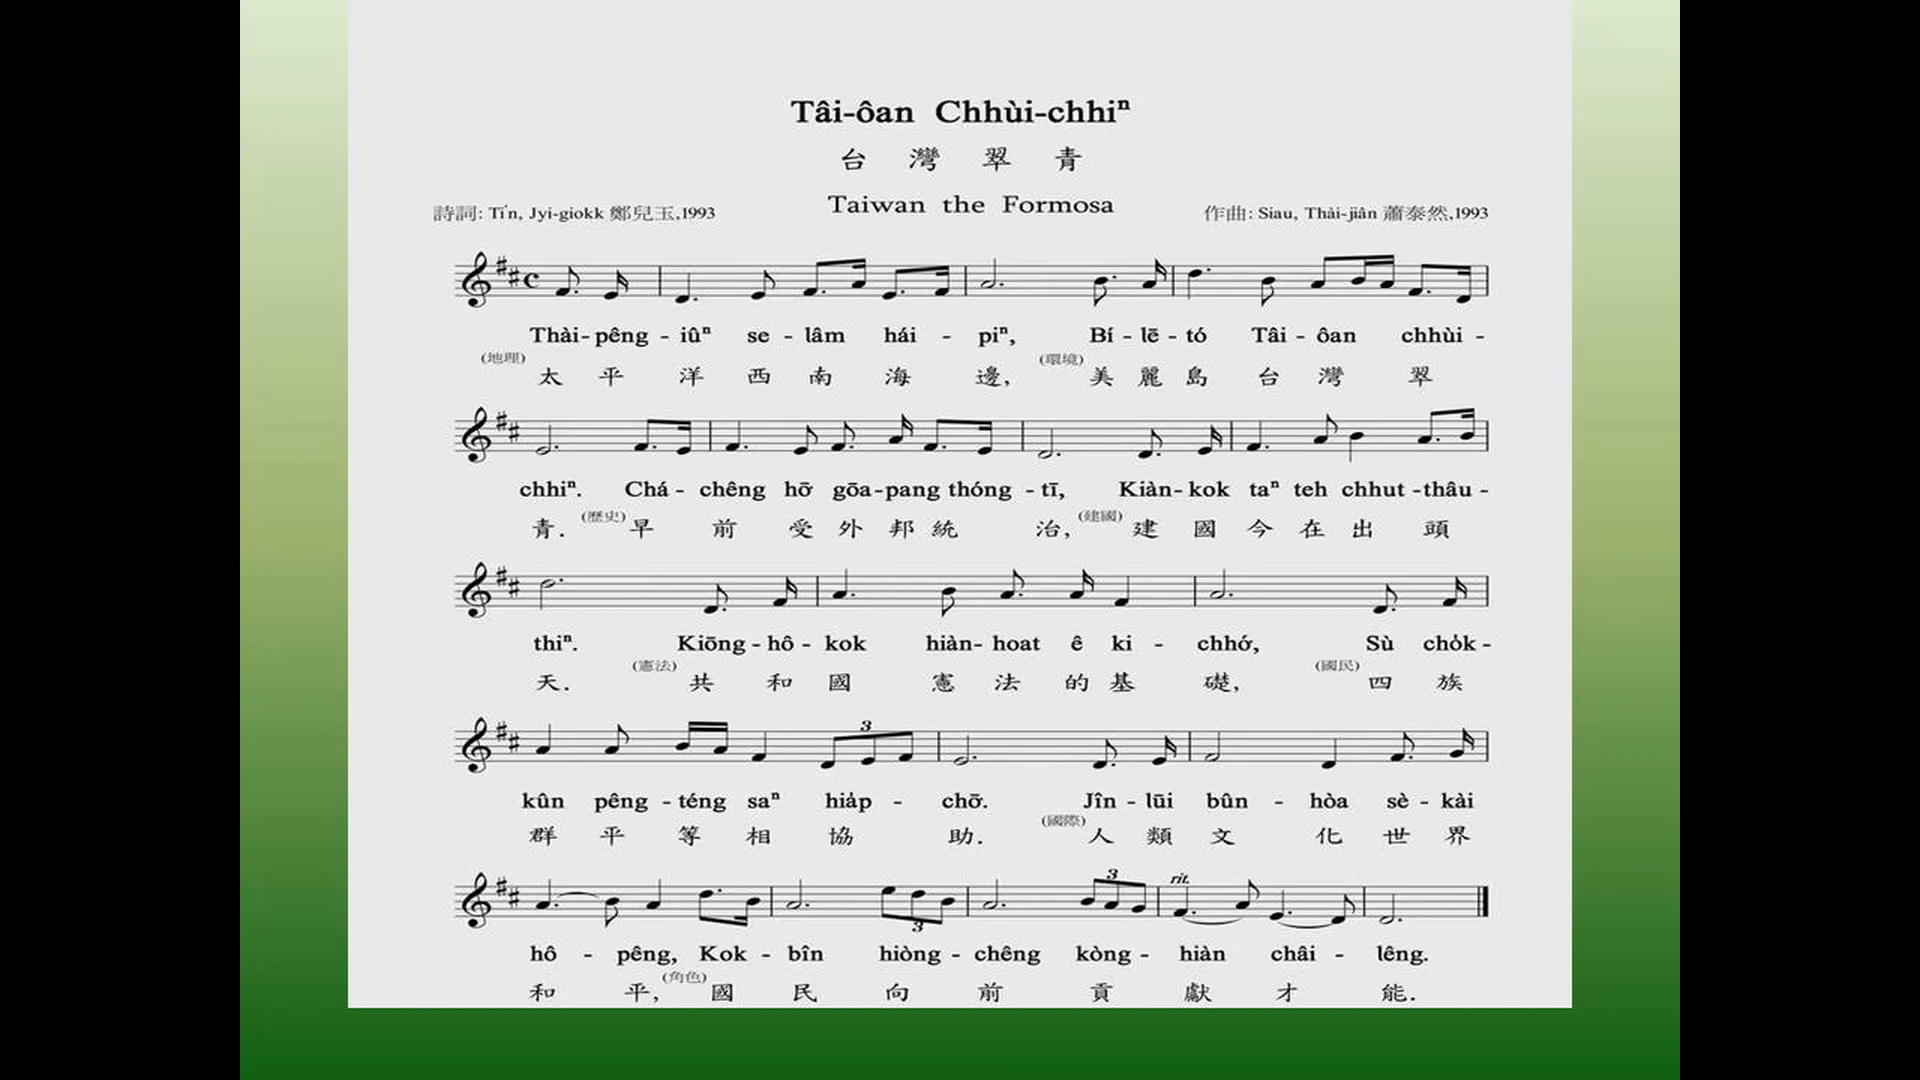 Tâi-ôan Chhùi-chhiⁿ
台 灣 翠 青
Taiwan the Formosa
詩詞: Tiⁿ, Jyi-giokk 鄭兒玉,1993
作曲: Siau, Thài-jiân 蕭泰然,1993
Thài-pêng - iûⁿ se - lâm hái - piⁿ, Bí - lē - tó Tâi - ôan chhùi -
(地理) 太 平 洋 西 南 海 邊, (環境) 美 麗 島 台 灣 翠
chhiⁿ. Chá - chêng hō͘ gōa-pang thóng - tī, Kiàn-kok taⁿ teh chhut-thâu-
青. (歷史) 早 前 受 外 邦 統 治, (建國) 建 國 今 在 出 頭
3
thiⁿ. Kiōng-hô - kok hiàn-hoat ê ki - chhó͘, Sù cho̍k-
天. (憲法) 共 和 國 憲 法 的 基 礎, (國民) 四 族
kûn pêng - téng saⁿ hia̍p - chō͘. Jîn - lūi bûn - hòa sè - kài
群 平 等 相 協 助. (國際) 人 類 文 化 世 界
3 rit.
3
hô - pêng, Kok - bîn hiòng - chêng kòng - hiàn châi - lêng.
和 平, (角色) 國 民 向 前 貢 獻 才 能.